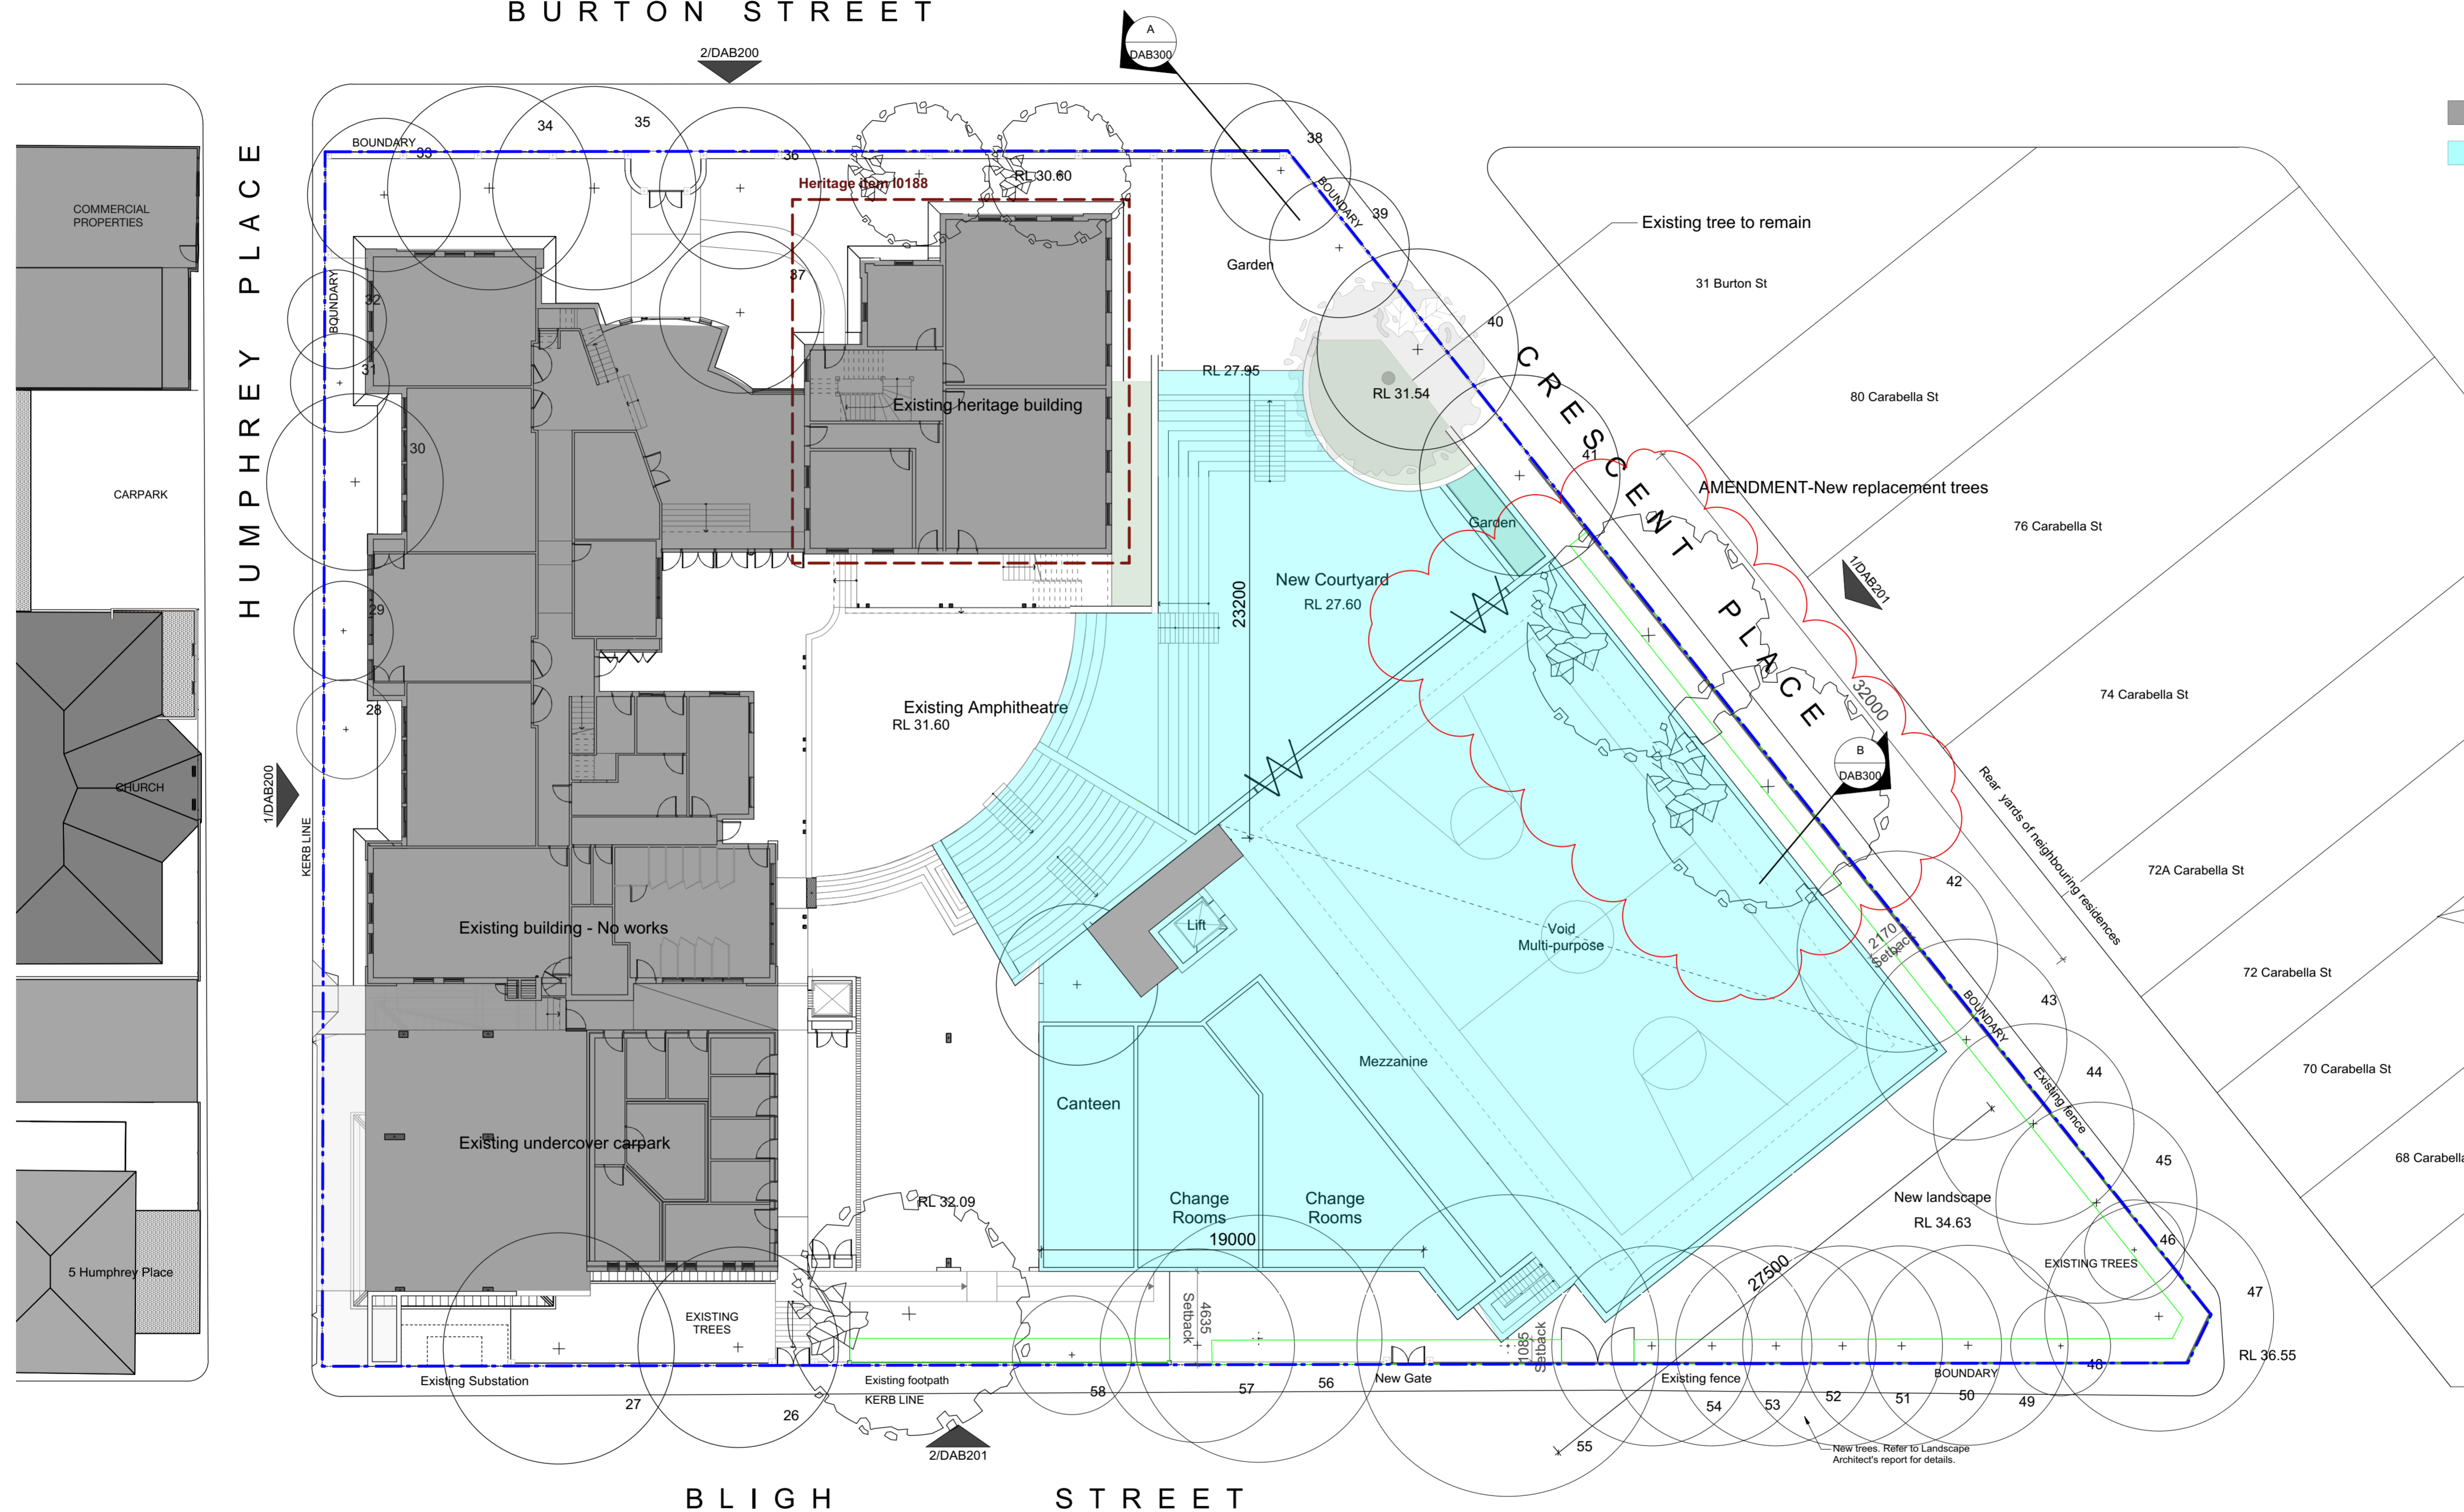 BURTON STREET
2/DAB200
A
DAB300
BOUNDARY
33
34
35
36
38
Heritage item I0188
RL 30.60
39
BOUNDARY
Existing tree to remain
HUMPHREY PLACE
COMMERCIAL
PROPERTIES
Garden
37
31 Burton St
32
BOUNDARY
40
31
RL 27.95
RL 31.54
CRESCENT PLACE
80 Carabella St
Existing heritage building
30
41
CARPARK
AMENDMENT-New replacement trees
Garden
76 Carabella St
New Courtyard
RL 27.60
23200
1/DAB201
29
Existing Amphitheatre
RL 31.60
28
32000
74 Carabella St
B
DAB300
CHURCH
1/DAB200
KERB LINE
Rear yards of neighbouring residences
72A Carabella St
42
Existing building - No works
Lift
Void
Multi-purpose
2170
Setback
72 Carabella St
43
BOUNDARY
Mezzanine
44
70 Carabella St
Existing fence
Canteen
Existing undercover carpark
45
68 Carabella
Change
Rooms
Change
Rooms
New landscape
RL 34.63
RL 32.09
19000
46
EXISTING TREES
5 Humphrey Place
27500
47
EXISTING
TREES
4635
Setback
1085
Setback
RL 36.55
48
Existing Substation
Existing footpath
KERB LINE
New Gate
Existing fence
BOUNDARY
27
26
58
57
56
54
53
52
51
50
49
55
New trees. Refer to Landscape
Architect's report for details.
2/DAB201
BLIGH STREET